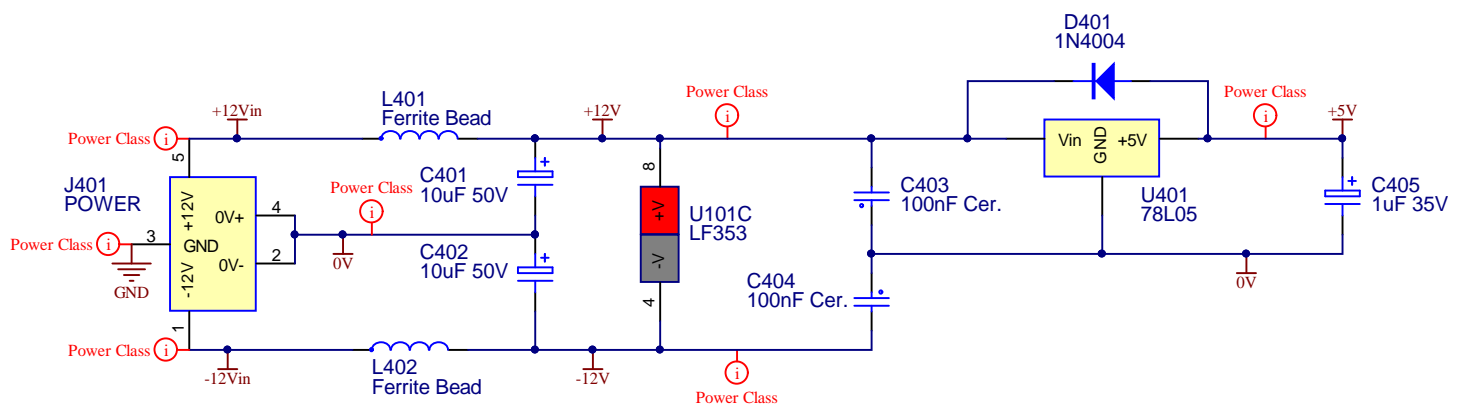 D401
1N4004
+12Vin
L401
Ferrite Bead
+12V
Power Class
i
Power Class
i
+5V
Power Class
i
5
8
Vin
GND
+5V
J401
POWER
+12V
0V+
4
Power Class
i
C401
10uF 50V
+V
U101C
LF353
C403
100nF Cer.
U401
78L05
C405
1uF 35V
Power Class
i
3
GND
GND
0V
-12V
0V-
2
C402
10uF 50V
-V
C404
100nF Cer.
0V
1
4
Power Class
i
-12Vin
L402
Ferrite Bead
-12V
i
Power Class